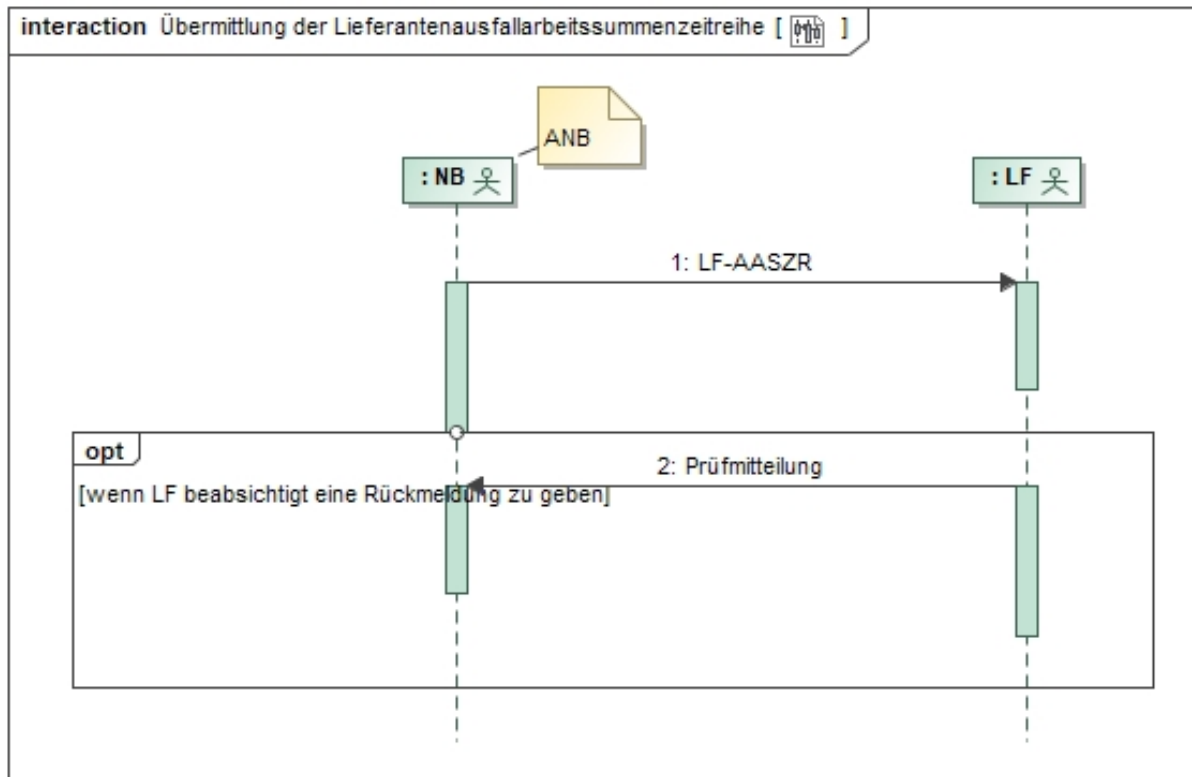 interaction Übermittlung der Lieferantenausfallarbeitssummenzeitreihe [ ]
ANB
: NB
: LF
1: LF-AASZR
opt
2: Prüfmitteilung
[wenn LF beabsichtigt eine Rückmeldung zu geben]